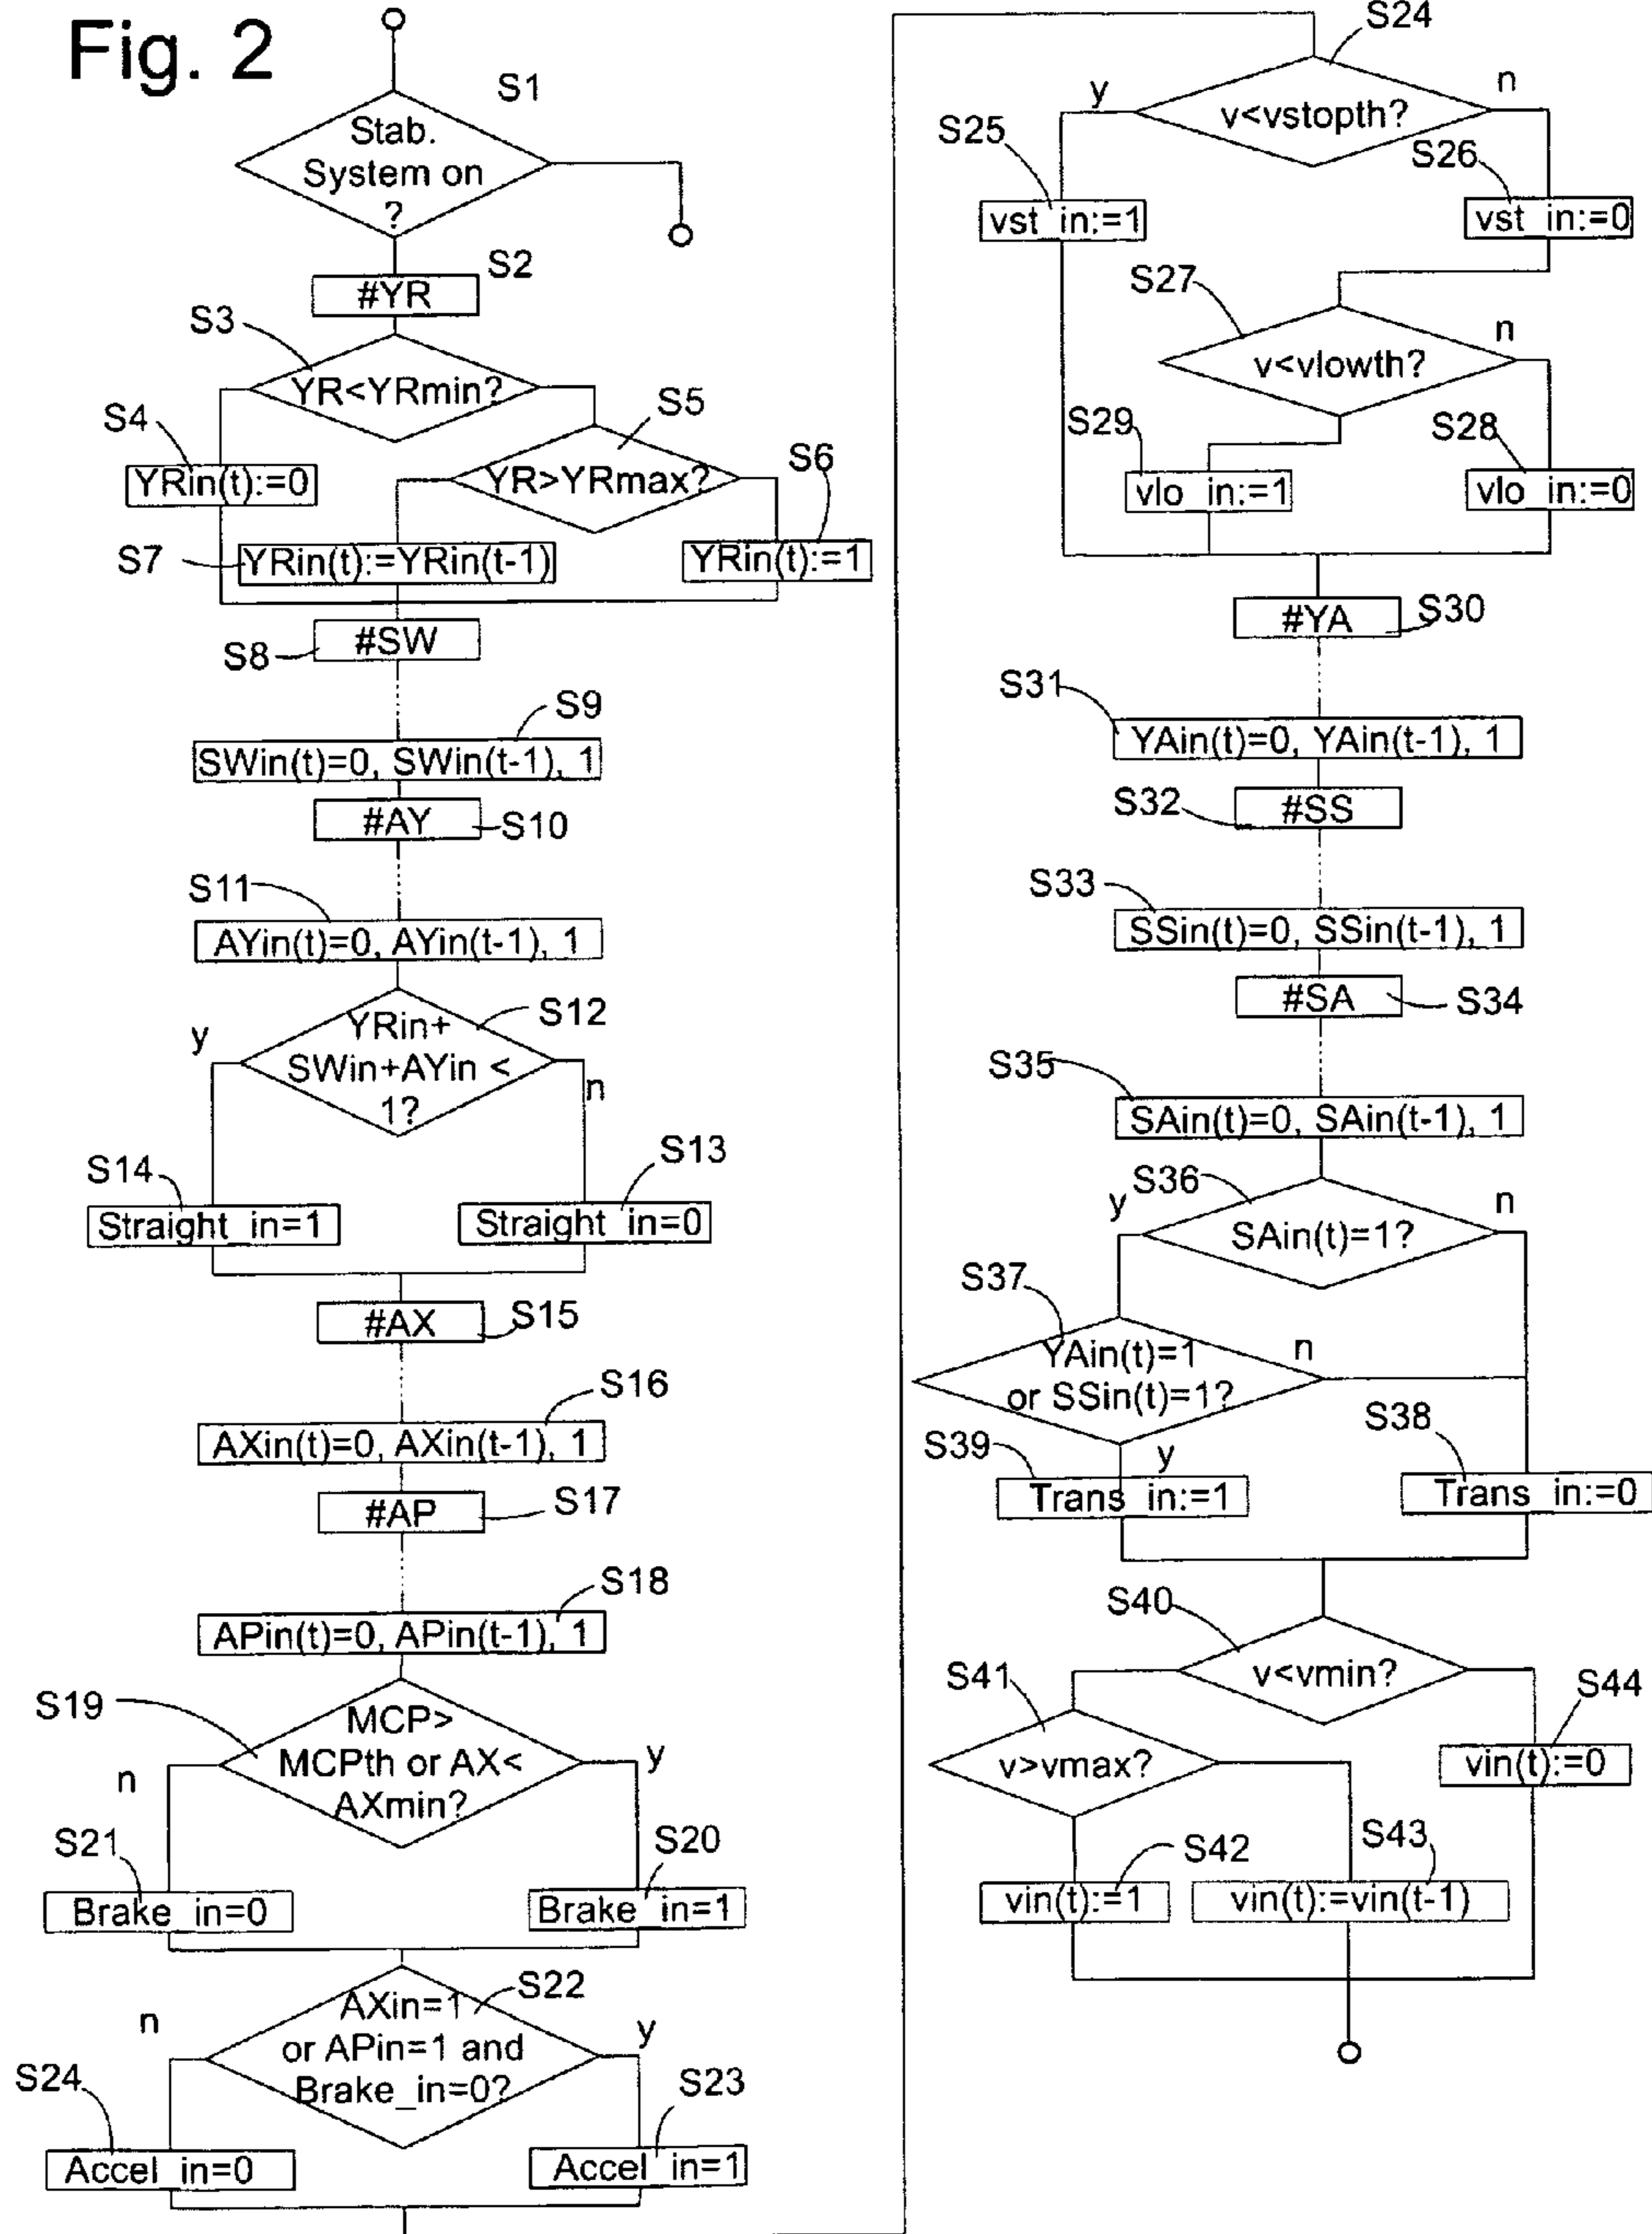 Fig. 2
S1
Stab.
System on
?
S2
#YR
S3
YR<YRmin?
S4
YRin(t):=0
S5
YR>YRmax?
S6
YRin(t):=1
S7
YRin(t):=YRin(t-1)
S8
#SW
S9
SWin(t)=0, SWin(t-1), 1
#AY
S10
S11
AYin(t)=0, AYin(t-1), 1
S12
YRin+
SWin+AYin <
1?
y
n
S14
S13
Straight_in=1
Straight_in=0
#AX
S15
S16
AXin(t)=0, AXin(t-1), 1
#AP
S17
S18
APin(t)=0, APin(t-1), 1
S19
MCP>
MCPth or AX<
AXmin?
n
y
S21
S20
Brake_in=0
Brake_in=1
S22
AXin=1
or APin=1 and
Brake_in=0?
n
y
S24
S23
Accel_in=0
Accel_in=1
S24
v<vstopth?
y
n
S25
S26
vst_in:=1
vst_in:=0
S27
v<vlowth?
n
S29
S28
vlo_in:=1
vlo_in:=0
#YA
S30
S31
YAin(t)=0, YAin(t-1), 1
S32
#SS
S33
SSin(t)=0, SSin(t-1), 1
#SA
S34
S35
SAin(t)=0, SAin(t-1), 1
S36
SAin(t)=1?
y
n
S37
YAin(t)=1
or SSin(t)=1?
n
y
S39
S38
Trans_in:=1
Trans_in:=0
S40
v<vmin?
S41
v>vmax?
S44
vin(t):=0
S42
vin(t):=1
S43
vin(t):=vin(t-1)